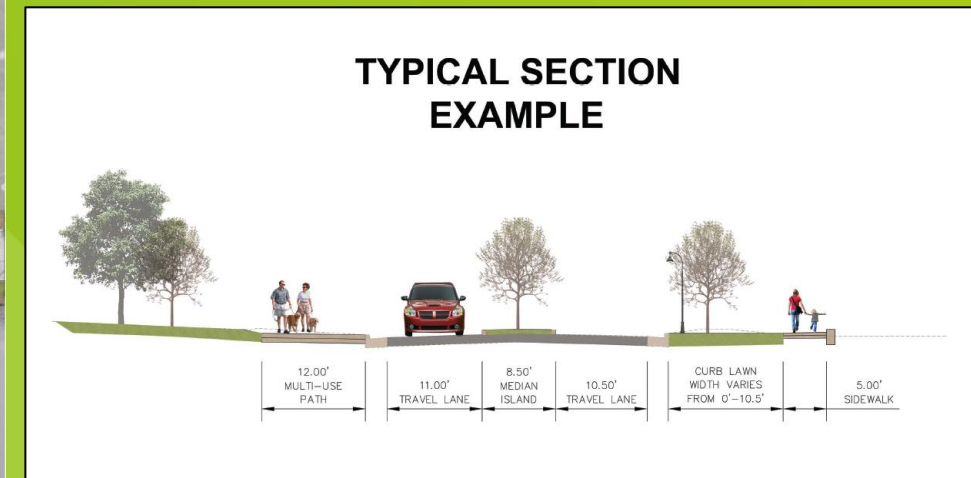 TYPICAL SECTION
EXAMPLE
12.00'
MULTI-USE
PATH
11.00'
TRAVEL LANE
8.50'
MEDIAN
ISLAND
10.50'
TRAVEL LANE
CURB LAWN
WIDTH VARIES
FROM 0'-10.5'
5.00'
SIDEWALK